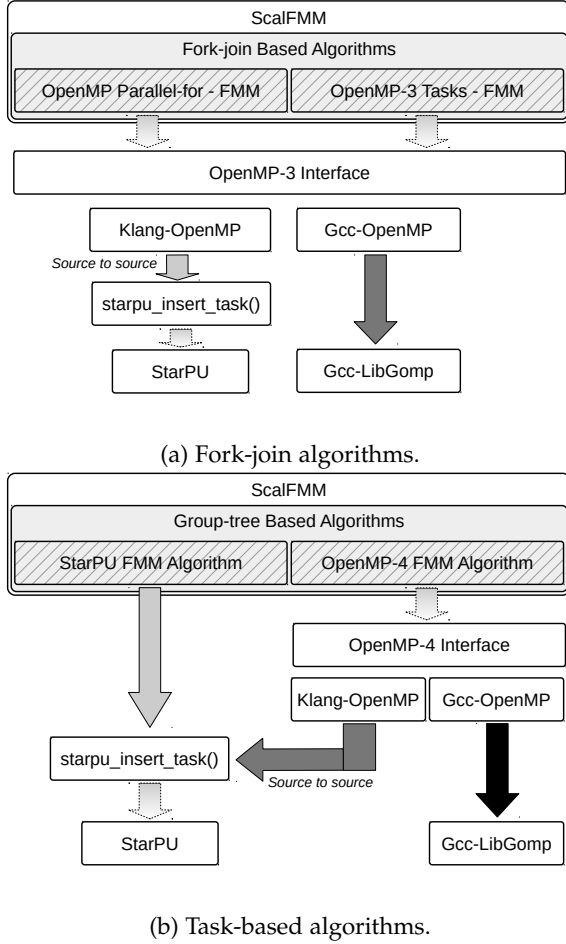 ScalFMM
Fork-join Based Algorithms
OpenMP Parallel-for - FMM
OpenMP-3 Tasks - FMM
OpenMP-3 Interface
Klang-OpenMP
Gcc-OpenMP
Source to source
starpu_insert_task()
StarPU
Gcc-LibGomp
(a) Fork-join algorithms.
ScalFMM
Group-tree Based Algorithms
StarPU FMM Algorithm
OpenMP-4 FMM Algorithm
OpenMP-4 Interface
Klang-OpenMP
Gcc-OpenMP
starpu_insert_task()
Source to source
StarPU
Gcc-LibGomp
(b) Task-based algorithms.